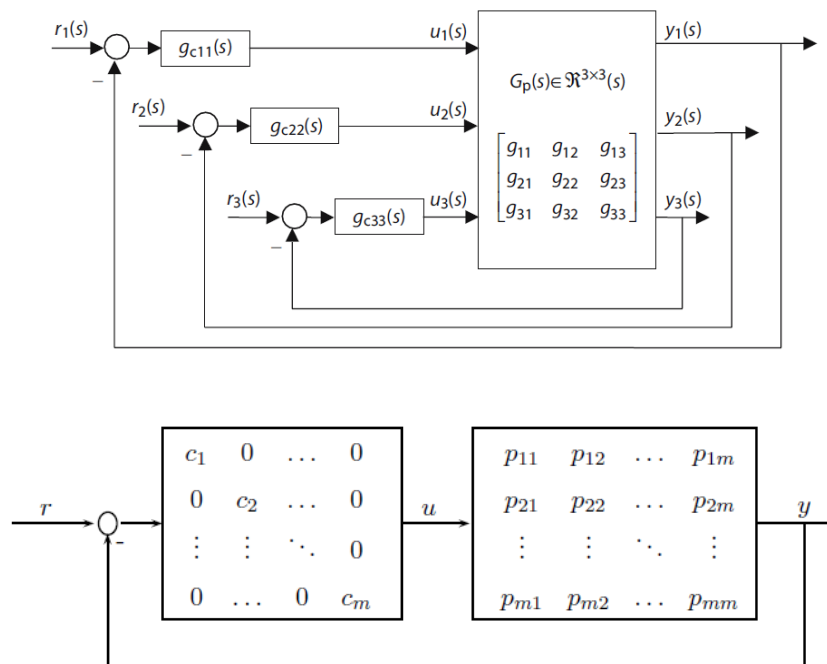 r1(s)
gc11(s)
u1(s)
y1(s)
Gp(s)∈ℜ3×3(s)
r2(s)
gc22(s)
u2(s)
y2(s)
g11 g12 g13
g21 g22 g23
g31 g32 g33
r3(s)
gc33(s)
u3(s)
y3(s)
−
−
−
r
-
c1 0 … 0
0 c2 … 0
⋮ ⋮ ⋱ 0
0 … 0 cm
u
p11 p12 … p1m
p21 p22 … p2m
⋮ ⋮ ⋱ ⋮
pm1 pm2 … pmm
y